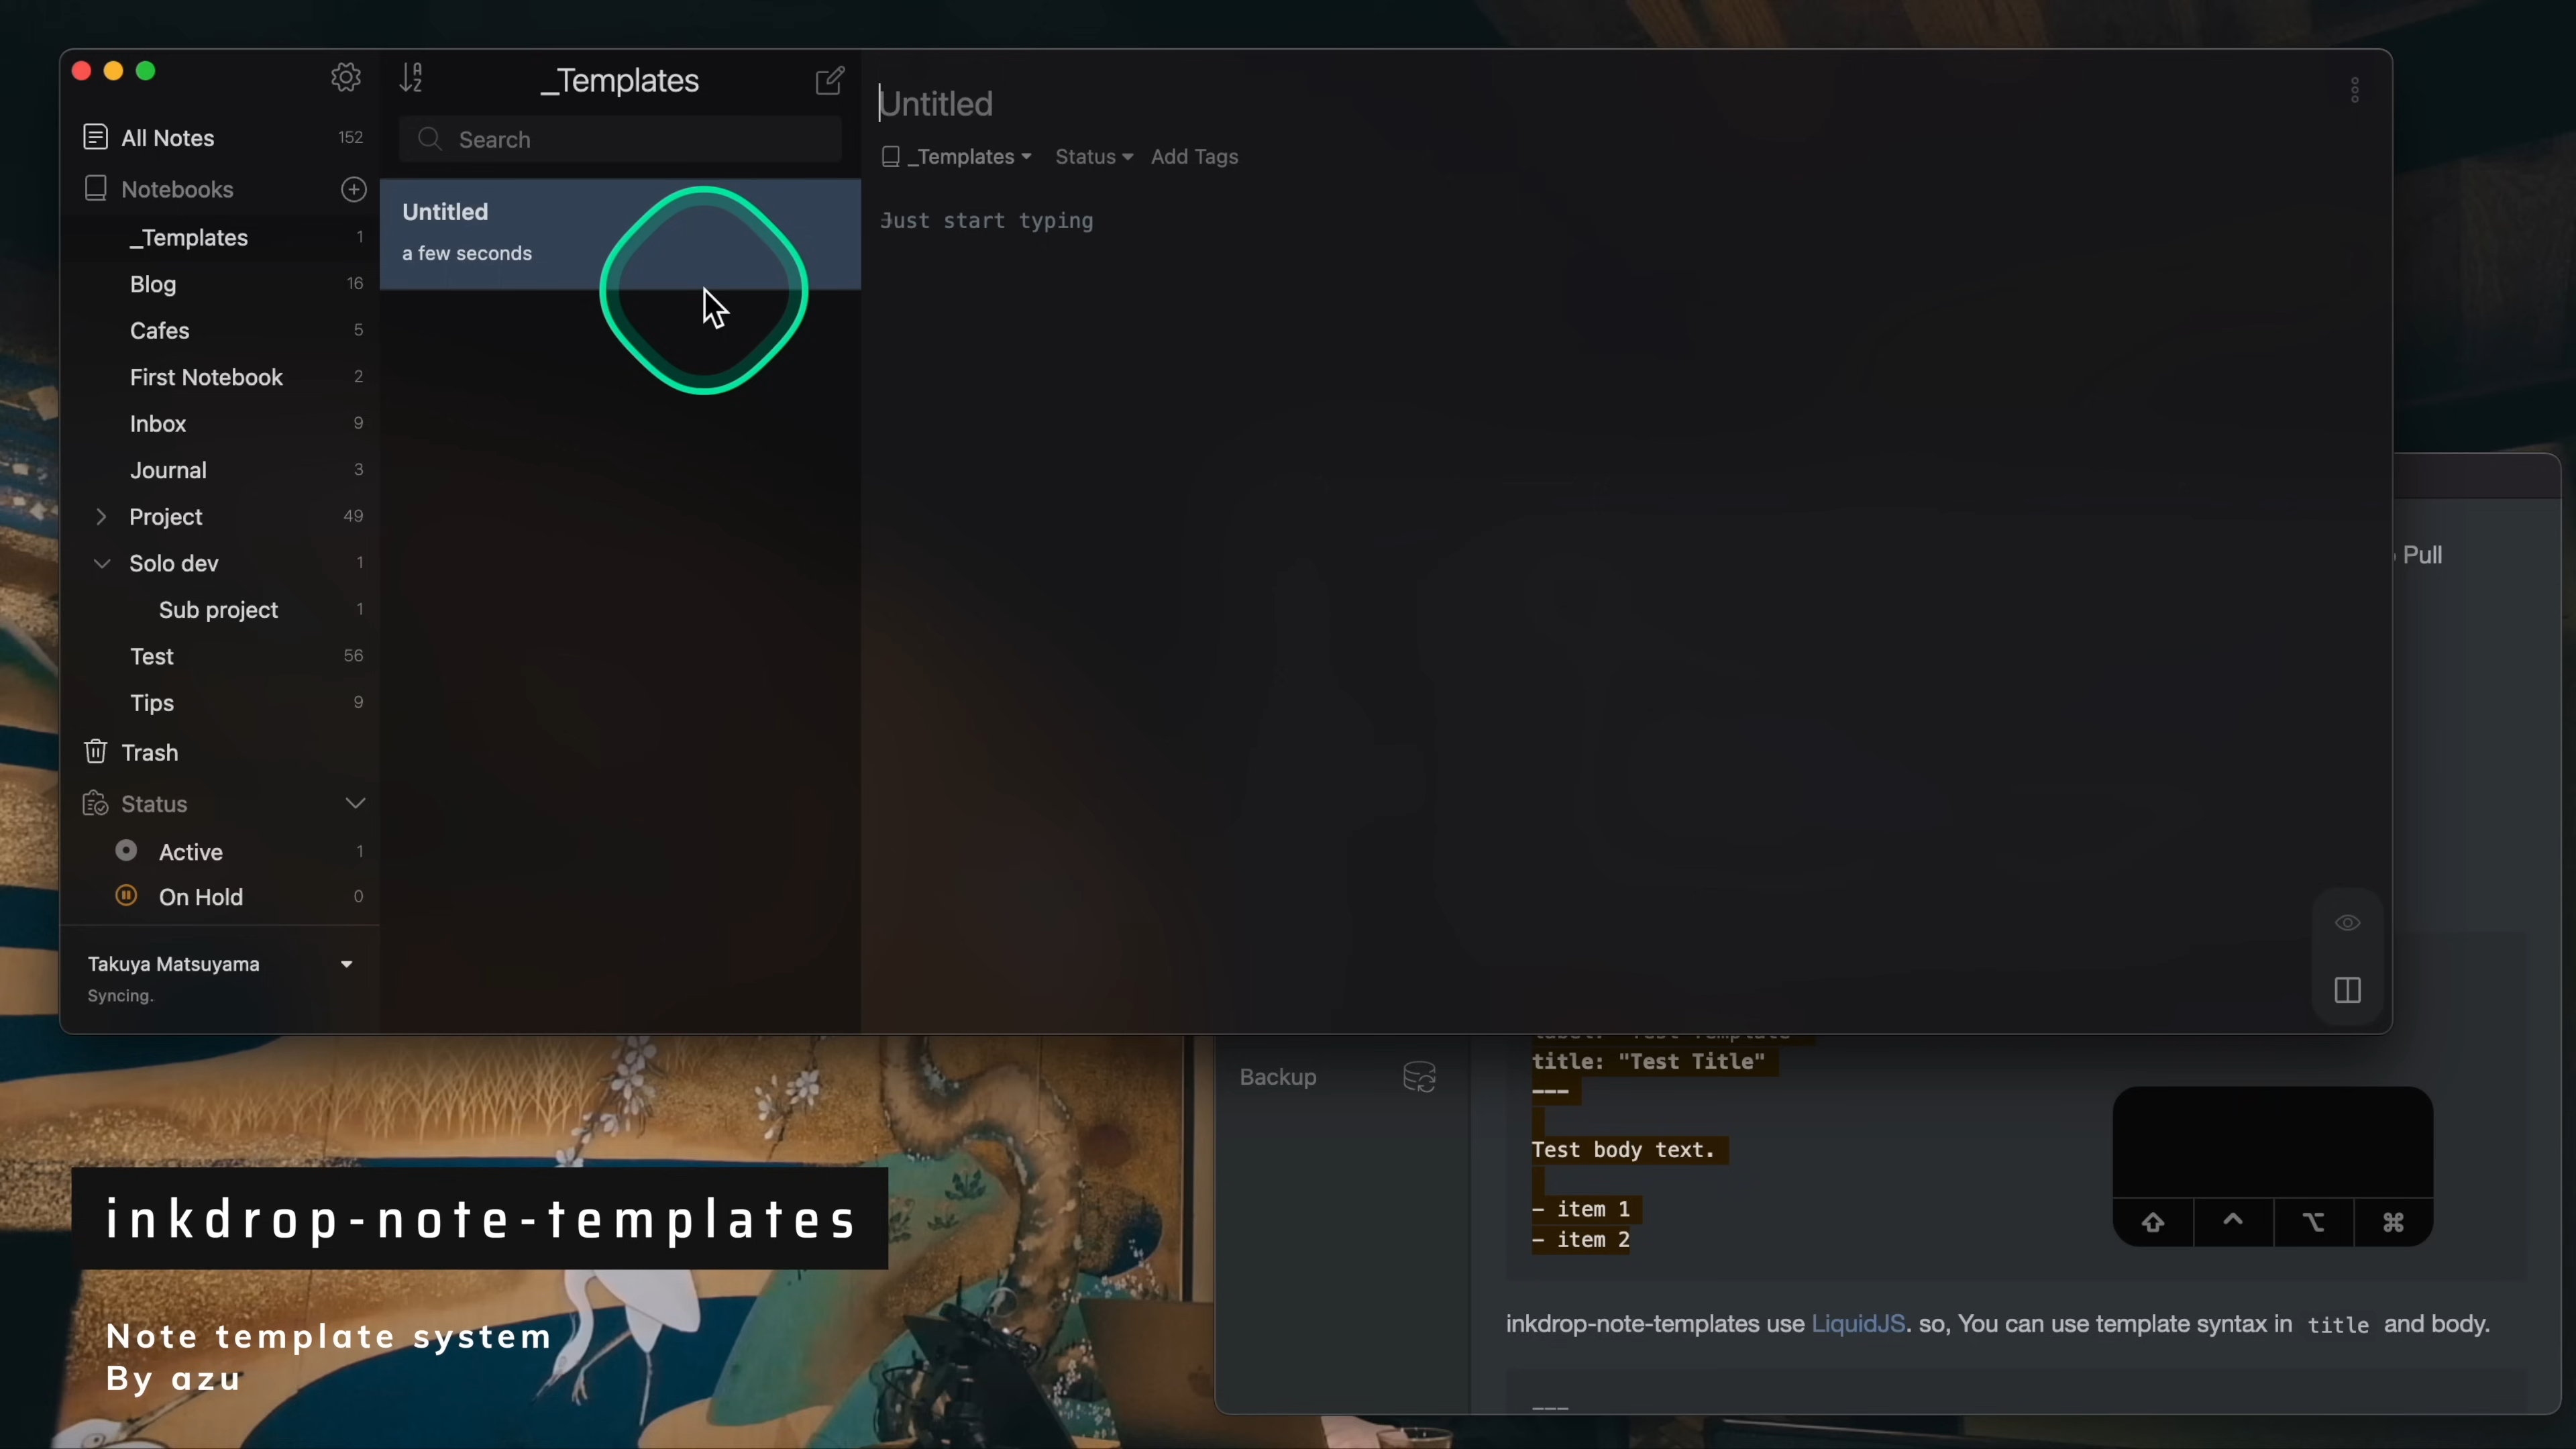 All Notes 152
Notebooks
_Templates 1
Blog 16
Cafes 5
First Notebook 2
Inbox 9
Journal 3
Project 49
Solo dev 1
Sub project 1
Test 56
Tips 9
Trash
Status
Active 1
On Hold 0
Takuya Matsuyama
Syncing.
_Templates
Search
Untitled
a few seconds
Untitled
_Templates Status Add Tags
Just start typing
Pull
Backup
label: "Test Template"
title: "Test Title"
---
Test body text.
- item 1
- item 2
inkdrop-note-templates use LiquidJS. so, You can use template syntax in title and body.
---
inkdrop-note-templates
Note template system
By azu